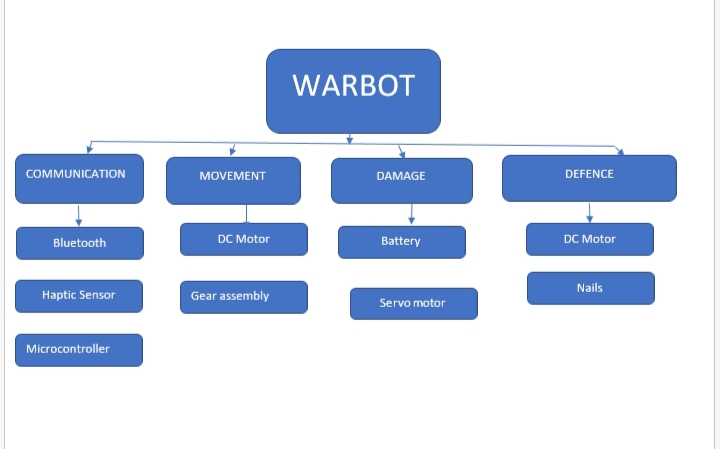 WARBOT
COMMUNICATION
MOVEMENT
DAMAGE
DEFENCE
Bluetooth
DC Motor
Battery
DC Motor
Haptic Sensor
Gear assembly
Servo motor
Nails
Microcontroller